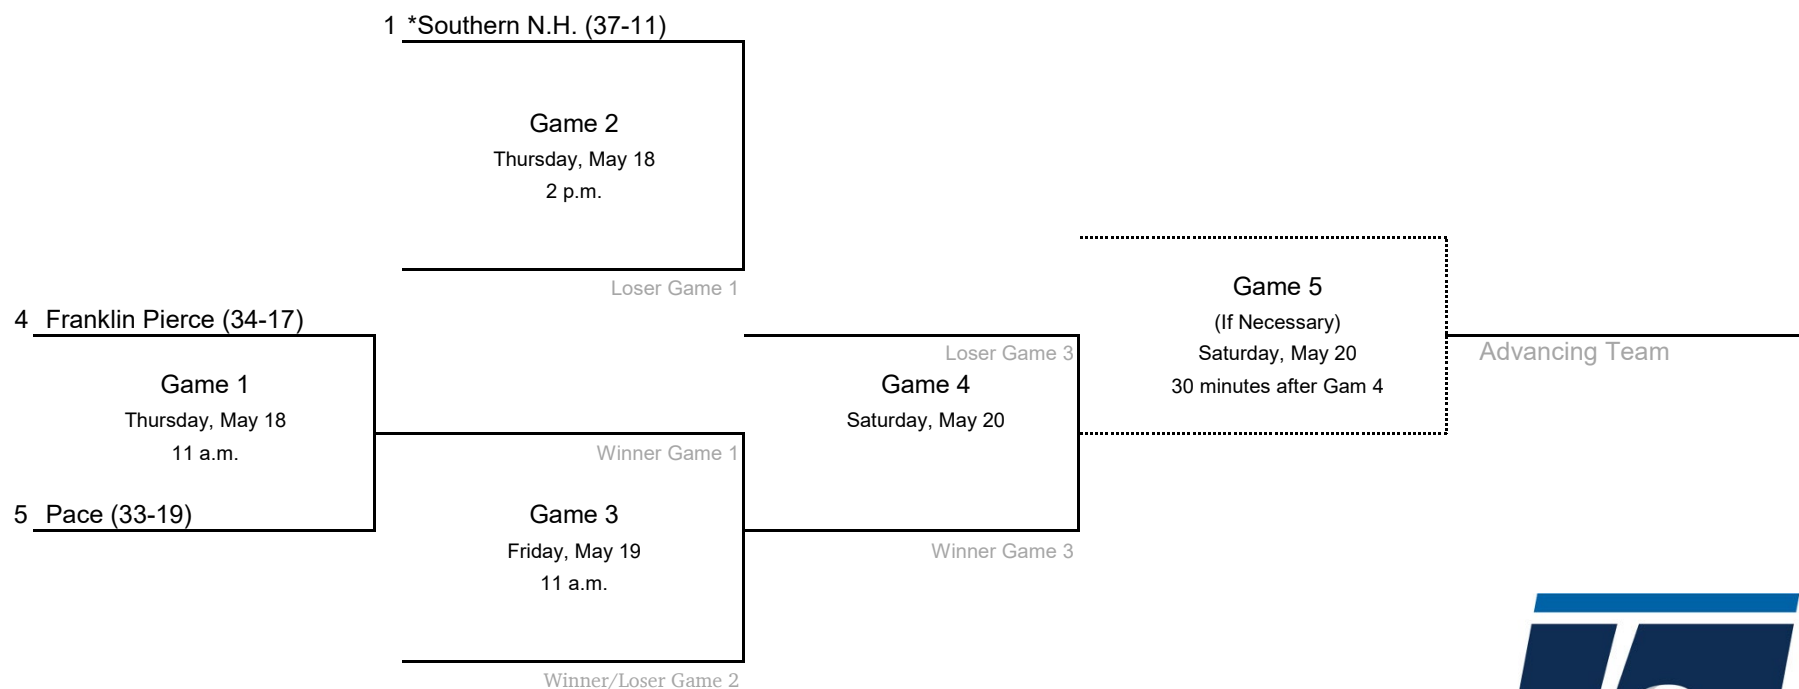 1 *Southern N.H. (37-11)
Game 2
Thursday, May 18
2 p.m.
Loser Game 1
4 Franklin Pierce (34-17)
Game 1
Thursday, May 18
11 a.m.
5 Pace (33-19)
Winner Game 1
Game 3
Friday, May 19
11 a.m.
Winner/Loser Game 2
Loser Game 3
Game 4
Saturday, May 20
Winner Game 3
Game 5
(If Necessary)
Saturday, May 20
30 minutes after Gam 4
Advancing Team